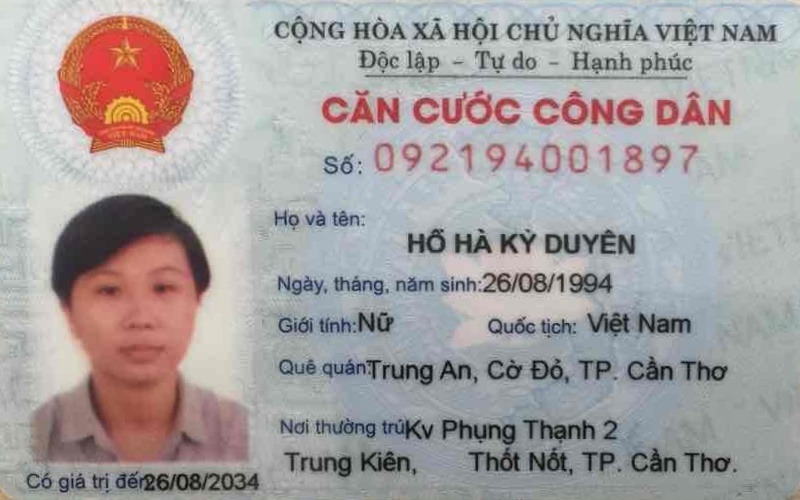 CỘNG HÒA XÃ HỘI CHỦ NGHĨA VIỆT NAM
Độc lập - Tự do - Hạnh phúc
CĂN CƯỚC CÔNG DÂN
Số: 092194001897
Họ và tên:
HỒ HÀ KỲ DUYÊN
Ngày, tháng, năm sinh: 26/08/1994
Giới tính: Nữ Quốc tịch: Việt Nam
Quê quán: Trung An, Cờ Đỏ, TP. Cần Thơ
Nơi thường trú: Kv Phụng Thạnh 2
Trung Kiên, Thốt Nốt, TP. Cần Thơ.
Có giá trị đến: 26/08/2034